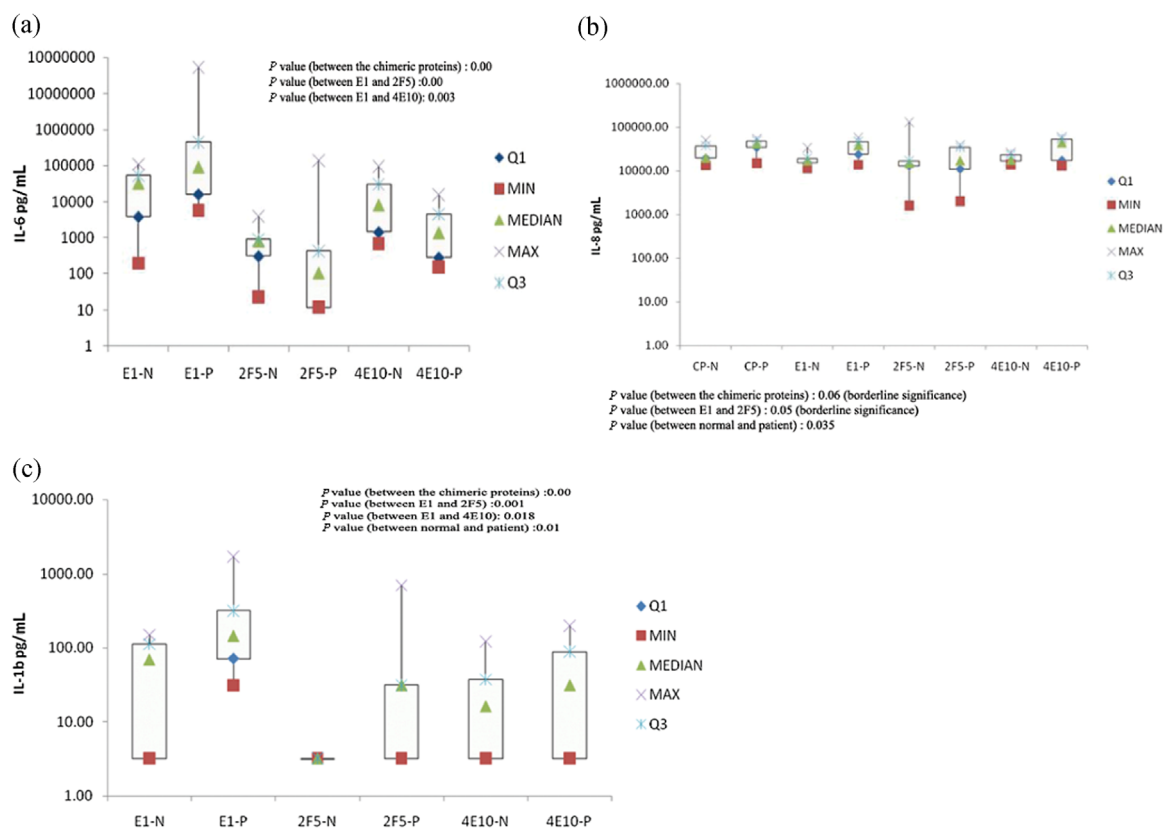 (a)
10000000
10000000
1000000
100000
10000
1000
100
10
1
IL-6 pg/mL
P value (between the chimeric proteins) : 0.00
P value (between E1 and 2F5) :0.00
P value (between E1 and 4E10): 0.003
Q1
MIN
MEDIAN
MAX
Q3
E1-N E1-P 2F5-N 2F5-P 4E10-N 4E10-P
(b)
1000000.00
100000.00
10000.00
1000.00
100.00
10.00
1.00
IL-8 pg/mL
Q1
MIN
MEDIAN
MAX
Q3
CP-N CP-P E1-N E1-P 2F5-N 2F5-P 4E10-N 4E10-P
P value (between the chimeric proteins) : 0.06 (borderline significance)
P value (between E1 and 2F5) : 0.05 (borderline significance)
P value (between normal and patient) : 0.035
(c)
10000.00
1000.00
100.00
10.00
1.00
IL-1b pg/mL
P value (between the chimeric proteins) :0.00
P value (between E1 and 2F5) :0.001
P value (between E1 and 4E10): 0.018
P value (between normal and patient) :0.01
Q1
MIN
MEDIAN
MAX
Q3
E1-N E1-P 2F5-N 2F5-P 4E10-N 4E10-P